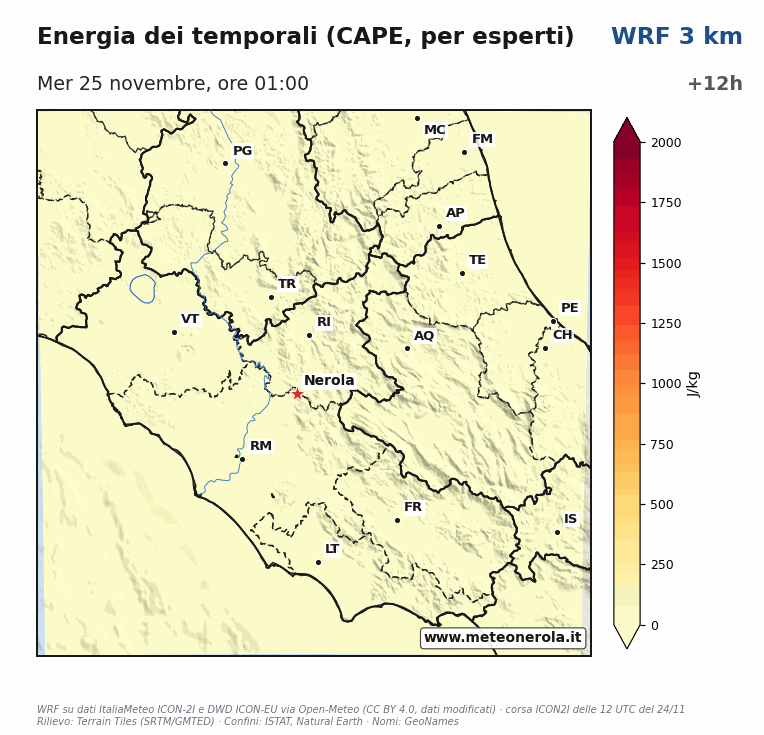 Energia dei temporali (CAPE, per esperti) WRF 3 km
Mer 25 novembre, ore 01:00 +12h
MC
FM
PG
AP
TE
TR
PE
VT
RI
AQ
CH
Nerola
RM
FR
IS
LT
www.meteonerola.it
2000
1750
1500
1250
1000
750
500
250
0
J/kg
WRF su dati ItaliaMeteo ICON-2I e DWD ICON-EU via Open-Meteo (CC BY 4.0, dati modificati) · corsa ICON2I delle 12 UTC del 24/11
Rilievo: Terrain Tiles (SRTM/GMTED) · Confini: ISTAT, Natural Earth · Nomi: GeoNames